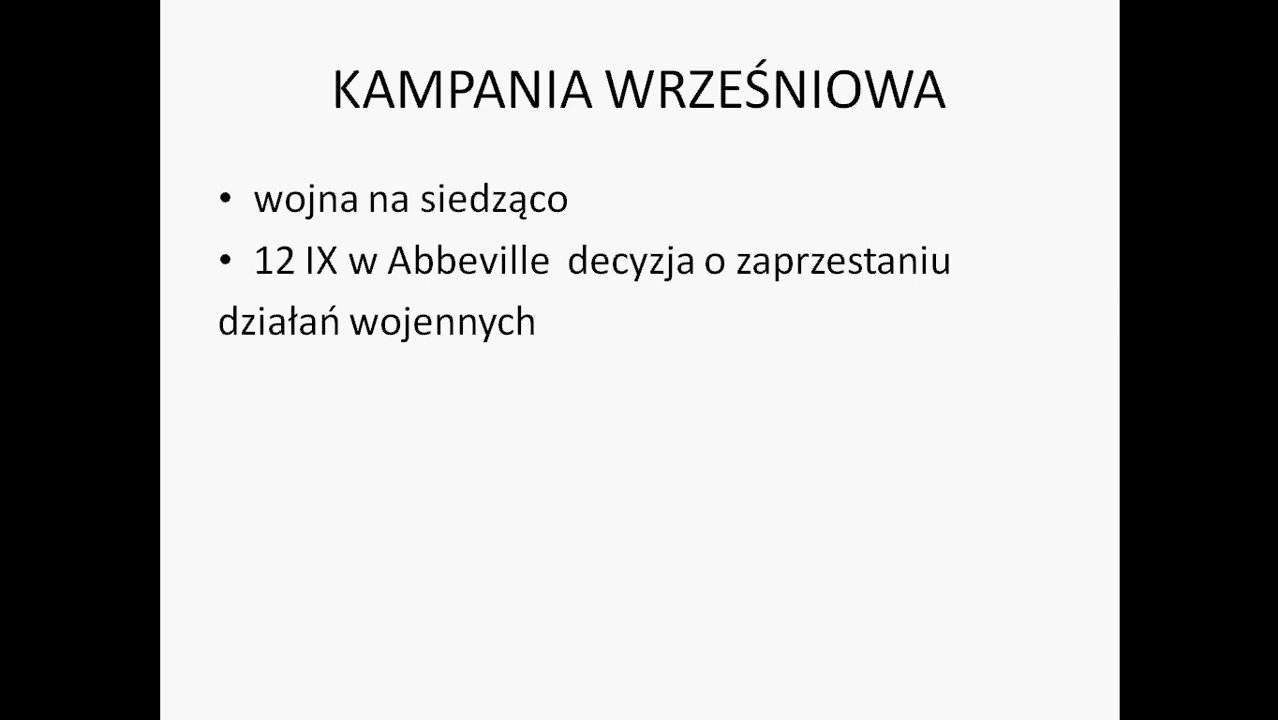 KAMPANIA WRZEŚNIOWA
• wojna na siedząco
• 12 IX w Abbeville decyzja o zaprzestaniu
działań wojennych